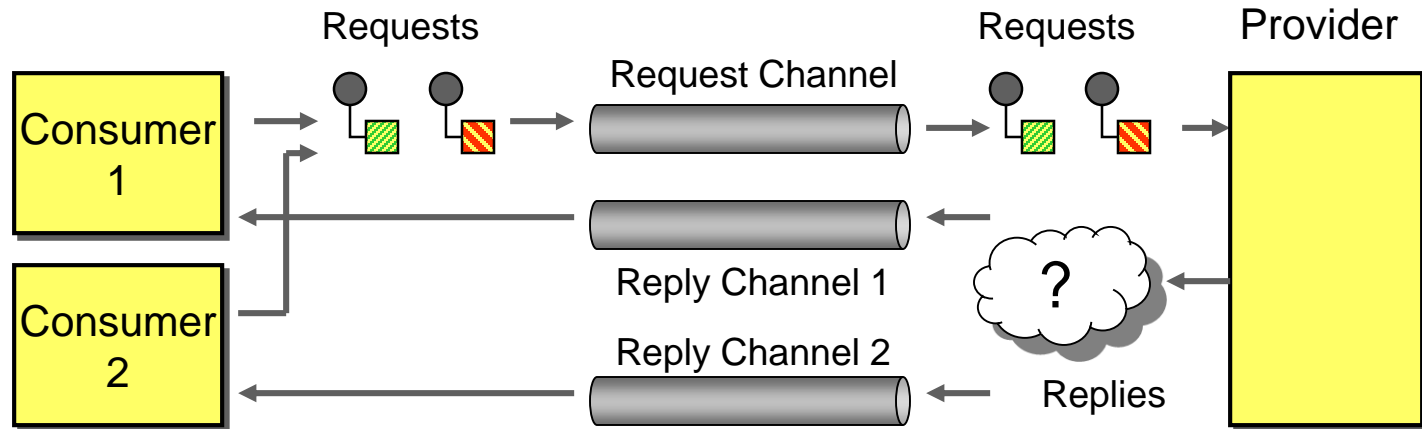 Requests
Requests
Provider
Request Channel
Consumer
1
Reply Channel 1
?
Consumer
2
Reply Channel 2
Replies